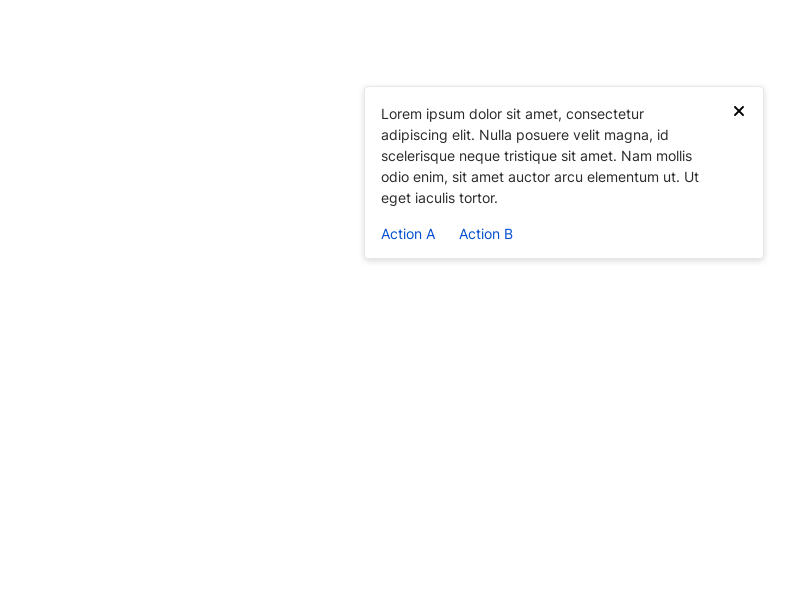 Lorem ipsum dolor sit amet, consectetur
adipiscing elit. Nulla posuere velit magna, id
scelerisque neque tristique sit amet. Nam mollis
odio enim, sit amet auctor arcu elementum ut. Ut
eget iaculis tortor.
Action A Action B